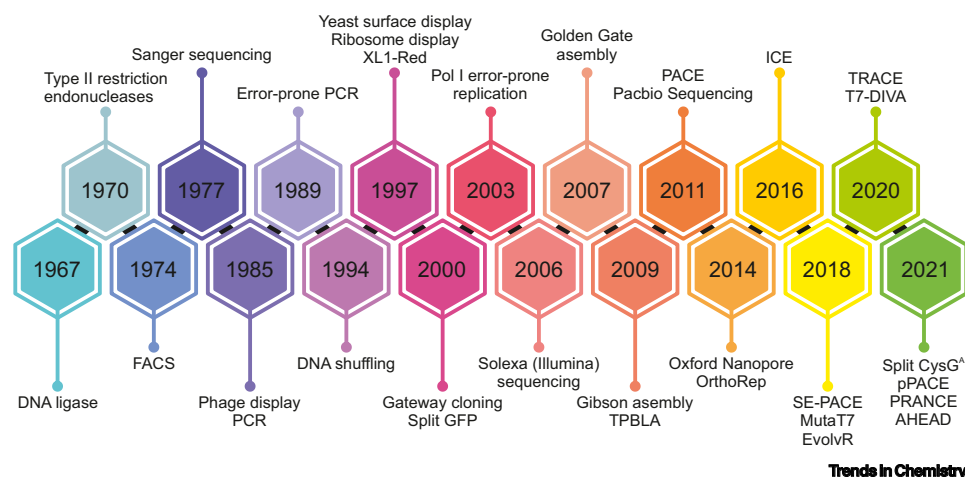 Type II restriction
endonucleases
Sanger sequencing
Error-prone PCR
Yeast surface display
Ribosome display
XL1-Red
Pol I error-prone
replication
Golden Gate
asembly
PACE
Pacbio Sequencing
ICE
TRACE
T7-DIVA
1970
1977
1989
1997
2003
2007
2011
2016
2020
1967
1974
1985
1994
2000
2006
2009
2014
2018
2021
DNA ligase
FACS
Phage display
PCR
DNA shuffling
Gateway cloning
Split GFP
Solexa (Illumina)
sequencing
Gibson asembly
TPBLA
Oxford Nanopore
OrthoRep
SE-PACE
MutaT7
EvolvR
Split CysGᴬ
pPACE
PRANCE
AHEAD
Trends in Chemistry